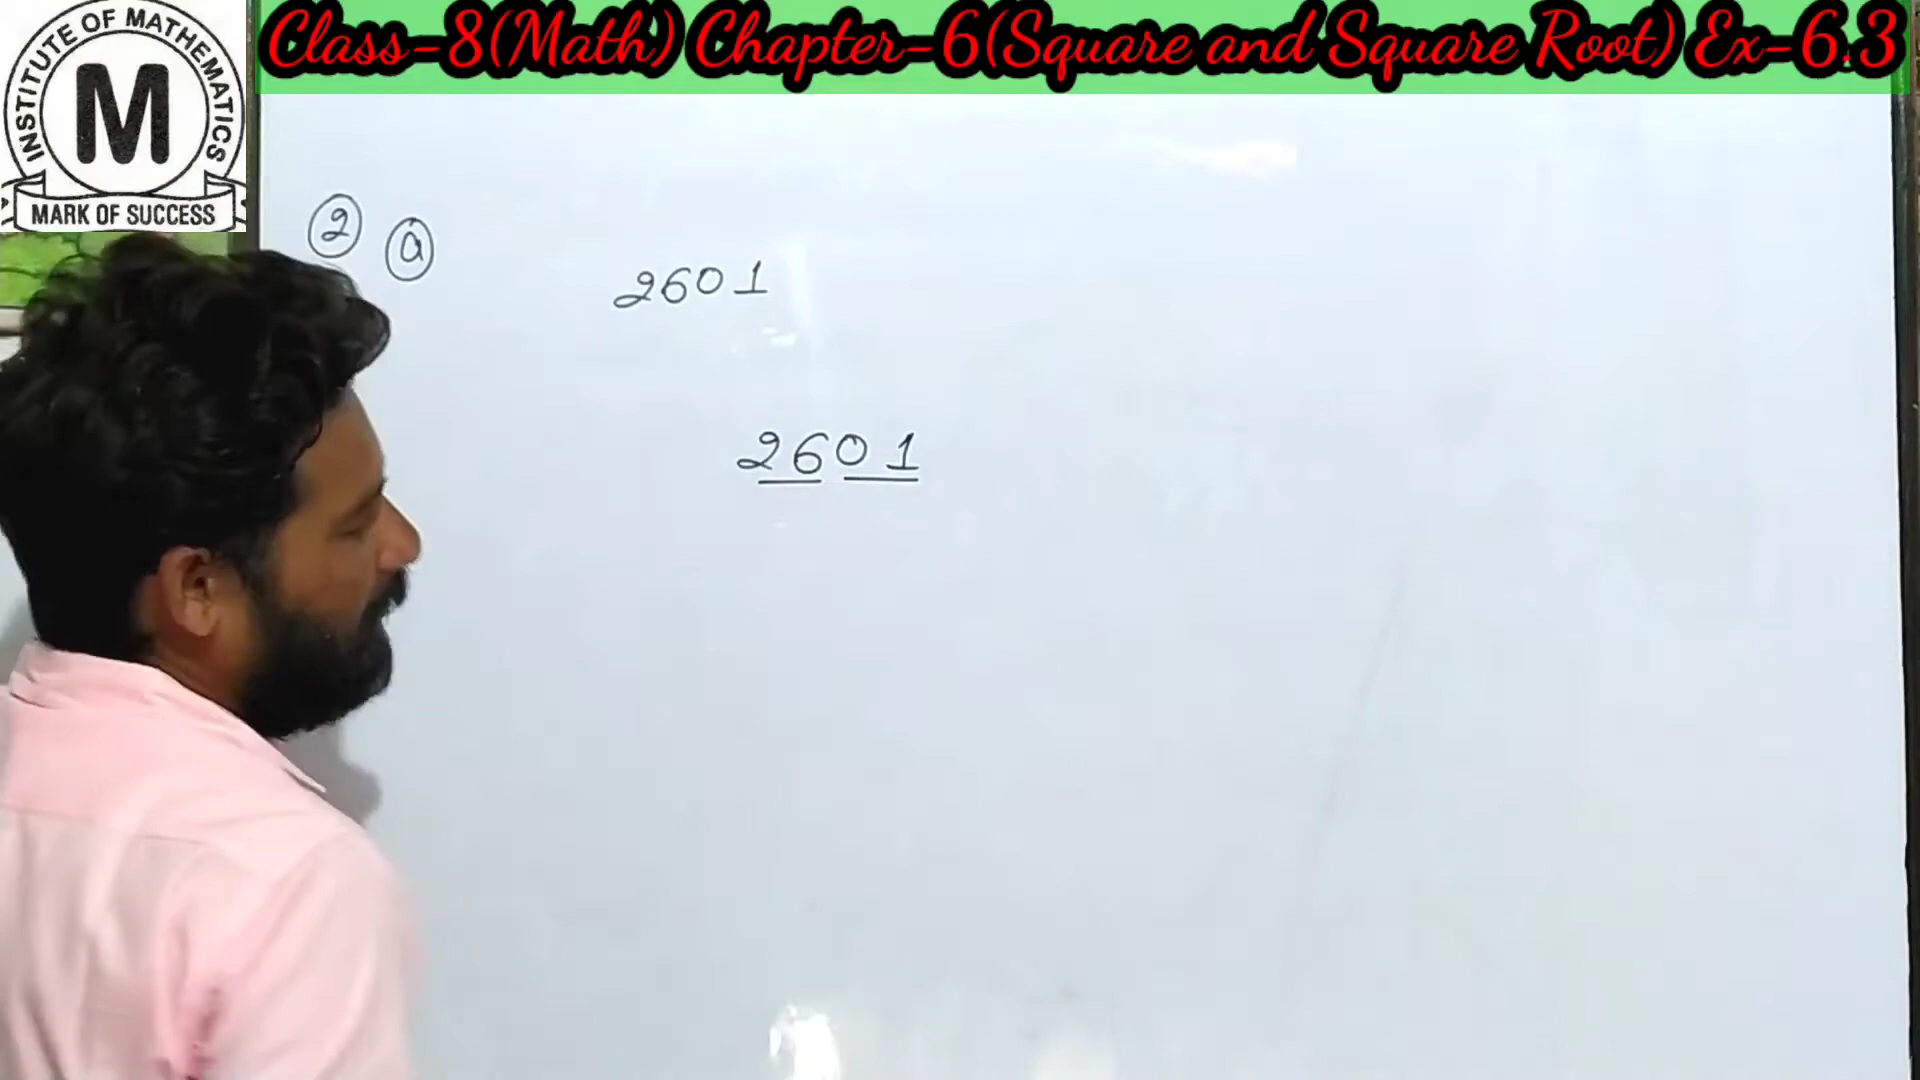 Class-8(Math) Chapter-6(Square and Square Root) Ex-6.3
INSTITUTE OF MATHEMATICS
M
MARK OF SUCCESS
2 a
2601
2601